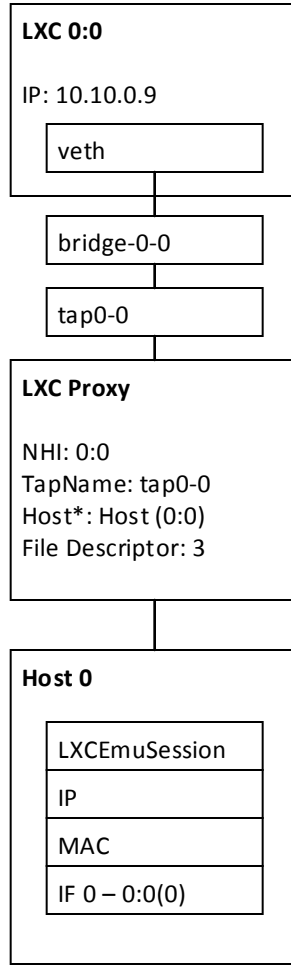 LXC 0:0
IP: 10.10.0.9
veth
bridge-0-0
tap0-0
LXC Proxy
NHI: 0:0
TapName: tap0-0
Host*: Host (0:0)
File Descriptor: 3
Host 0
LXCEmuSession
IP
MAC
IF 0 – 0:0(0)